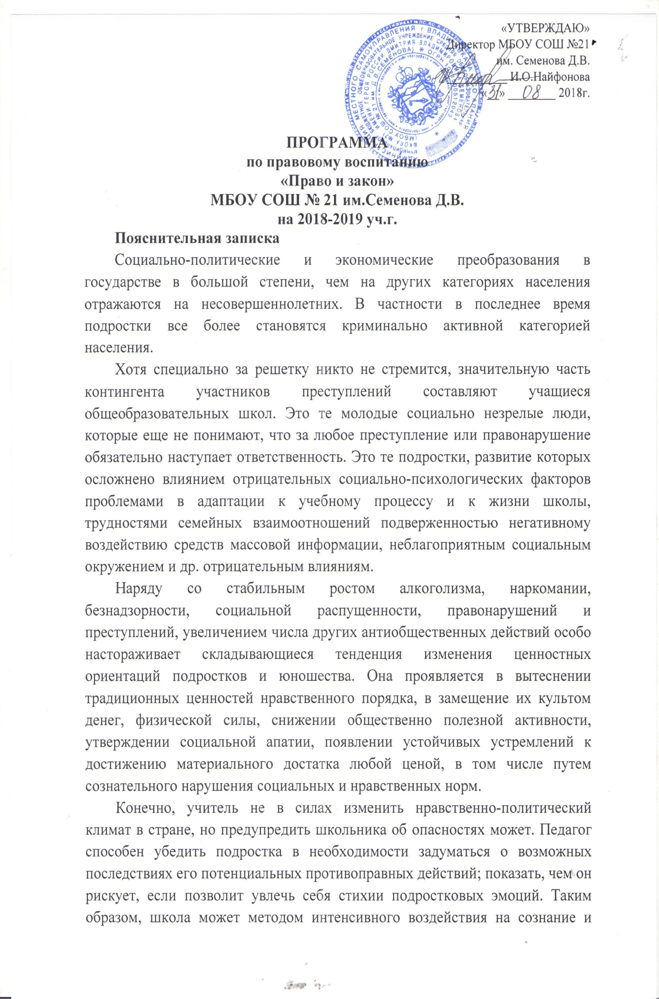 «УТВЕРЖДАЮ»
Директор МБОУ СОШ №21
им. Семенова Д.В.
И.О.Найфонова
«31» 08 2018г.
ПРОГРАММА
по правовому воспитанию
«Право и закон»
МБОУ СОШ № 21 им.Семенова Д.В.
на 2018-2019 уч.г.
Пояснительная записка
Социально-политические и экономические преобразования в
государстве в большой степени, чем на других категориях населения
отражаются на несовершеннолетних. В частности в последнее время
подростки все более становятся криминально активной категорией
населения.
Хотя специально за решетку никто не стремится, значительную часть
контингента участников преступлений составляют учащиеся
общеобразовательных школ. Это те молодые социально незрелые люди,
которые еще не понимают, что за любое преступление или правонарушение
обязательно наступает ответственность. Это те подростки, развитие которых
осложнено влиянием отрицательных социально-психологических факторов
проблемами в адаптации к учебному процессу и к жизни школы,
трудностями семейных взаимоотношений подверженностью негативному
воздействию средств массовой информации, неблагоприятным социальным
окружением и др. отрицательным влияниям.
Наряду со стабильным ростом алкоголизма, наркомании,
безнадзорности, социальной распущенности, правонарушений и
преступлений, увеличением числа других антиобщественных действий особо
настораживает складывающиеся тенденция изменения ценностных
ориентаций подростков и юношества. Она проявляется в вытеснении
традиционных ценностей нравственного порядка, в замещение их культом
денег, физической силы, снижении общественно полезной активности,
утверждении социальной апатии, появлении устойчивых устремлений к
достижению материального достатка любой ценой, в том числе путем
сознательного нарушения социальных и нравственных норм.
Конечно, учитель не в силах изменить нравственно-политический
климат в стране, но предупредить школьника об опасностях может. Педагог
способен убедить подростка в необходимости задуматься о возможных
последствиях его потенциальных противоправных действий; показать, чем он
рискует, если позволит увлечь себя стихии подростковых эмоций. Таким
образом, школа может методом интенсивного воздействия на сознание и